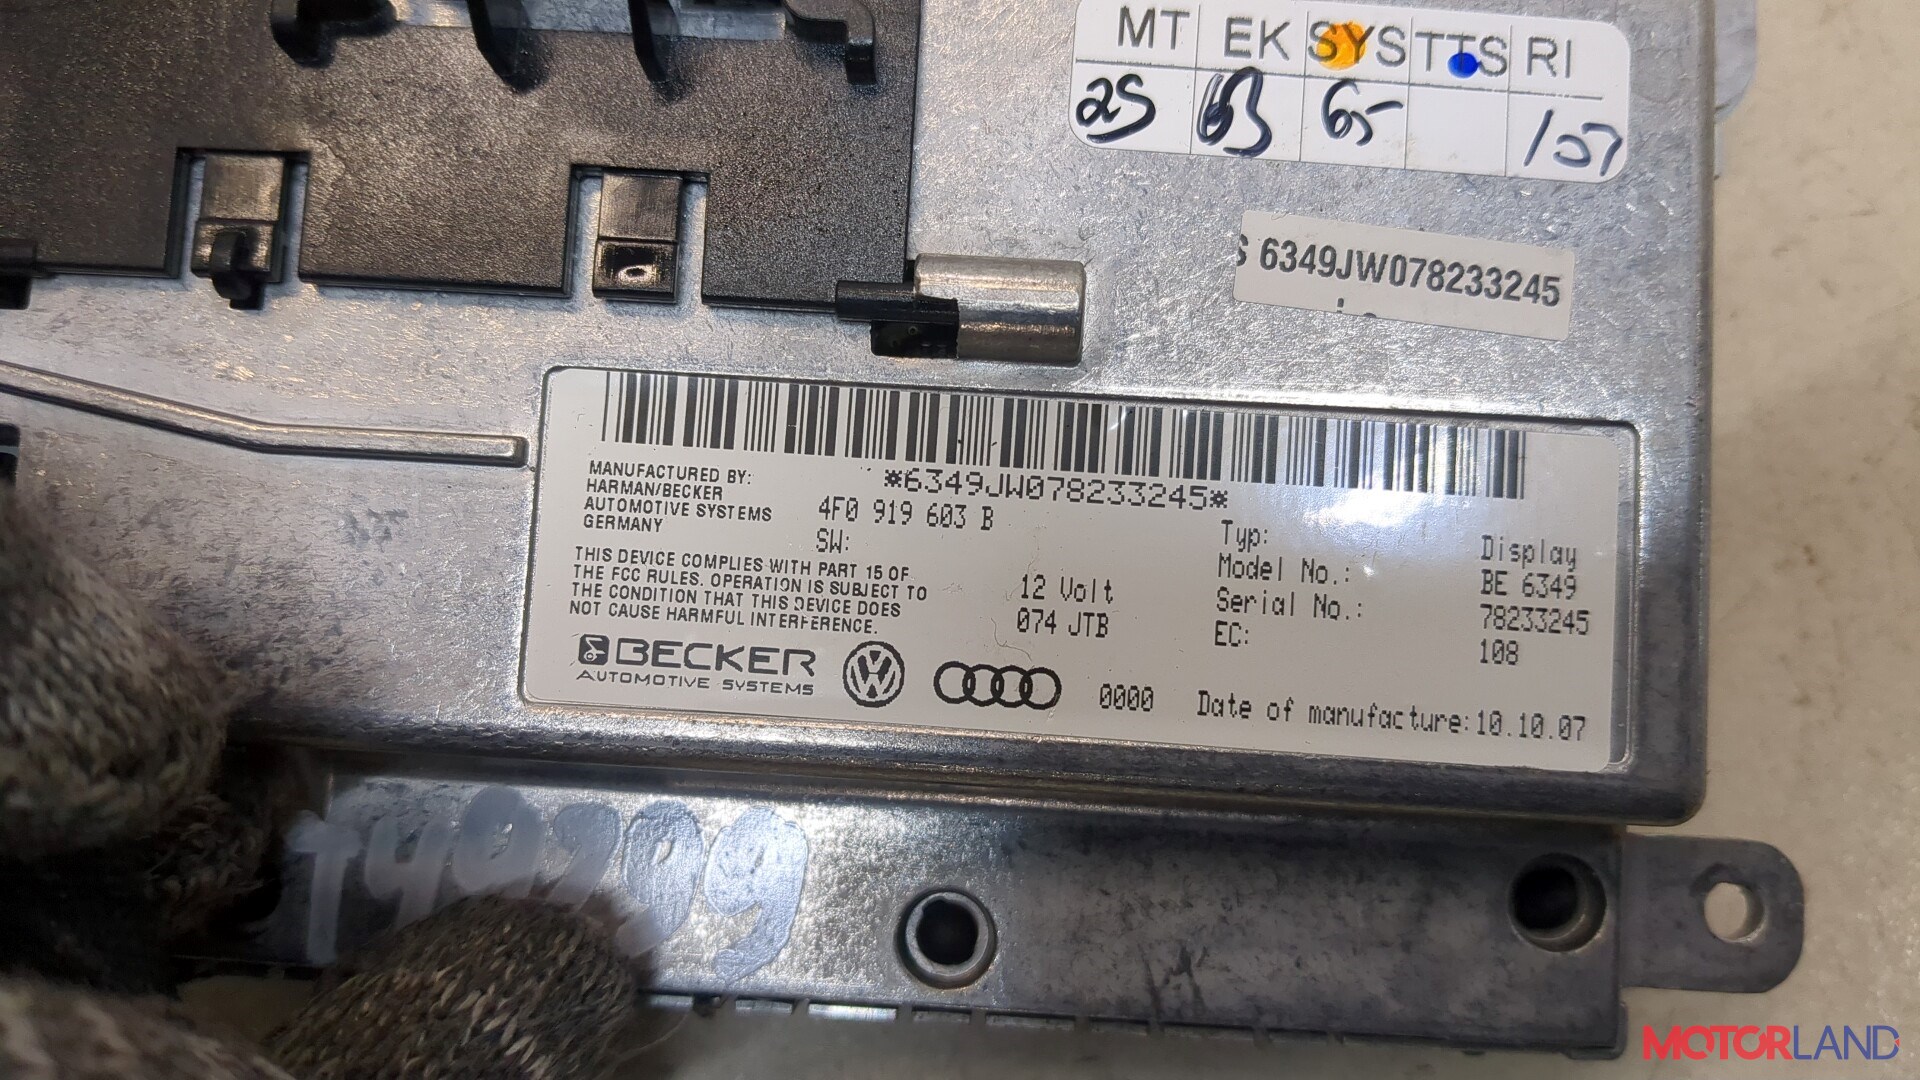 MT EK SYS TTS RI
25 63 65 107
S 6349JW078233245
*6349JW078233245*
MANUFACTURED BY:
HARMAN/BECKER
AUTOMOTIVE SYSTEMS
GERMANY
4F0 919 603 B
SW:
THIS DEVICE COMPLIES WITH PART 15 OF
THE FCC RULES. OPERATION IS SUBJECT TO
THE CONDITION THAT THIS DEVICE DOES
NOT CAUSE HARMFUL INTERFERENCE.
12 Volt
074 JTB
Typ: Display
Model No.: BE 6349
Serial No.: 78233245
EC: 108
BECKER
AUTOMOTIVE SYSTEMS
0000
Date of manufacture: 10.10.07
T40299
MOTORLAND